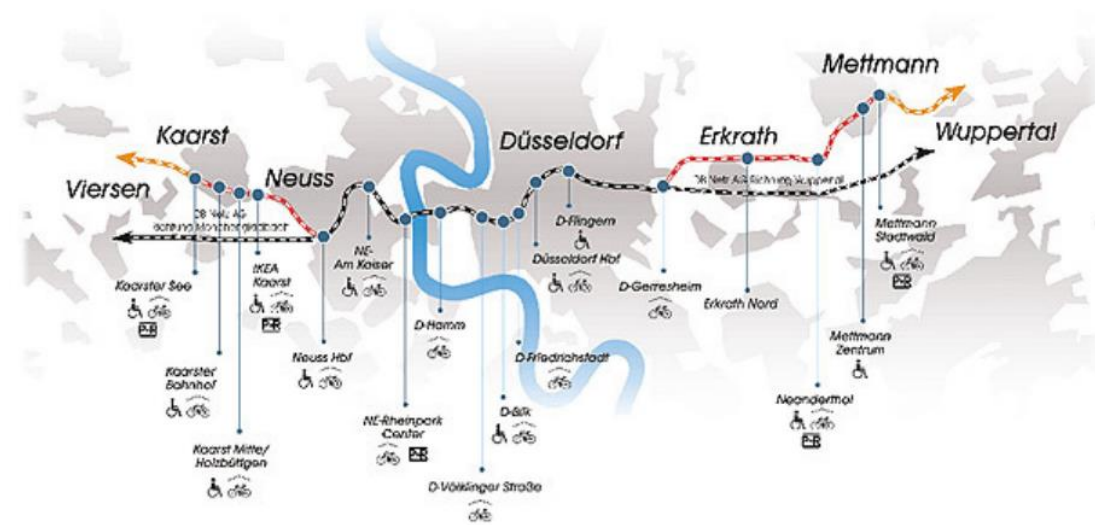 Mettmann
Kaarst
Düsseldorf
Erkrath
Wuppertal
Neuss
Viersen
DB Netz AG Richtung Wuppertal
DB Netz AG
Richtung Mönchengladbach
Kaarster See
P+R
Kaarster
Bahnhof
Kaarst Mitte/
Holzbüttgen
IKEA
Kaarst
P+R
Neuss Hbf
NE-
Am Kaiser
NE-Rheinpark
Center
P+R
D-Hamm
D-Völklinger Straße
D-Bilk
D-Friedrichstadt
Düsseldorf Hbf
D-Flingern
D-Gerresheim
Erkrath Nord
Neanderthal
P+R
Mettmann
Zentrum
Mettmann
Stadtwald
P+R